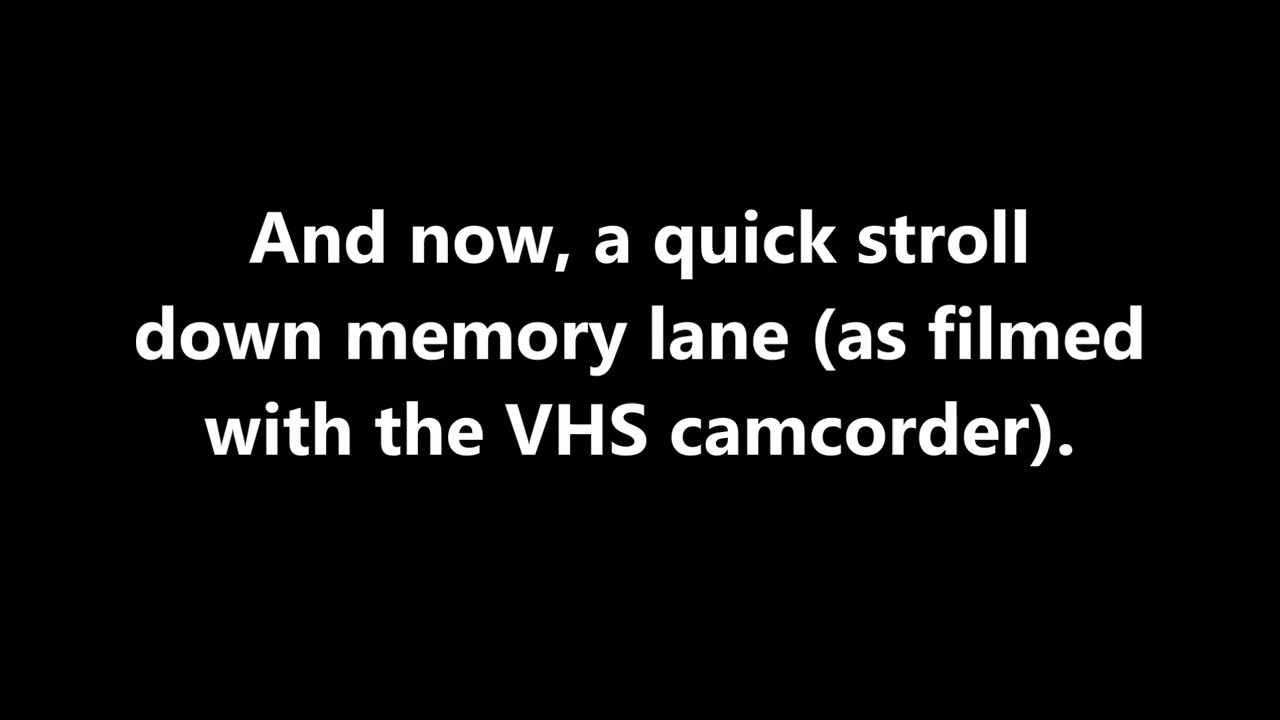 And now, a quick stroll
down memory lane (as filmed
with the VHS camcorder).